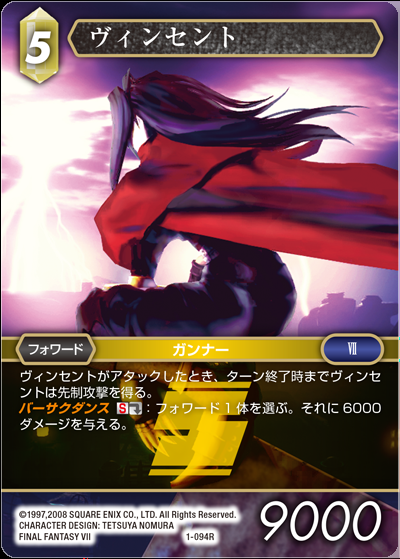 5
ヴィンセント
フォワード
ガンナー
VII
ヴィンセントがアタックしたとき、ターン終了時までヴィンセ
ントは先制攻撃を得る。
バーサクダンス S：フォワード1体を選ぶ。それに6000
ダメージを与える。
©1997,2008 SQUARE ENIX CO., LTD. All Rights Reserved.
CHARACTER DESIGN: TETSUYA NOMURA
FINAL FANTASY VII
1-094R
9000